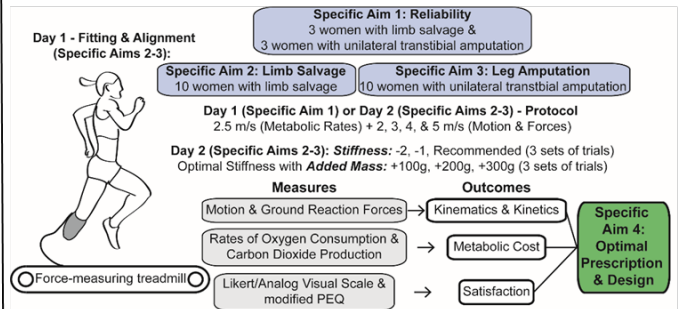 Day 1 - Fitting & Alignment
(Specific Aims 2-3):
Specific Aim 1: Reliability
3 women with limb salvage &
3 women with unilateral transtibial amputation
Specific Aim 2: Limb Salvage
10 women with limb salvage
Specific Aim 3: Leg Amputation
10 women with unilateral transtbial amputation
Day 1 (Specific Aim 1) or Day 2 (Specific Aims 2-3) - Protocol
2.5 m/s (Metabolic Rates) + 2, 3, 4, & 5 m/s (Motion & Forces)
Day 2 (Specific Aims 2-3): Stiffness: -2, -1, Recommended (3 sets of trials)
Optimal Stiffness with Added Mass: +100g, +200g, +300g (3 sets of trials)
Measures
Outcomes
Motion & Ground Reaction Forces
Kinematics & Kinetics
Rates of Oxygen Consumption &
Carbon Dioxide Production
Metabolic Cost
Likert/Analog Visual Scale &
modified PEQ
Satisfaction
Specific
Aim 4:
Optimal
Prescription
& Design
Force-measuring treadmill